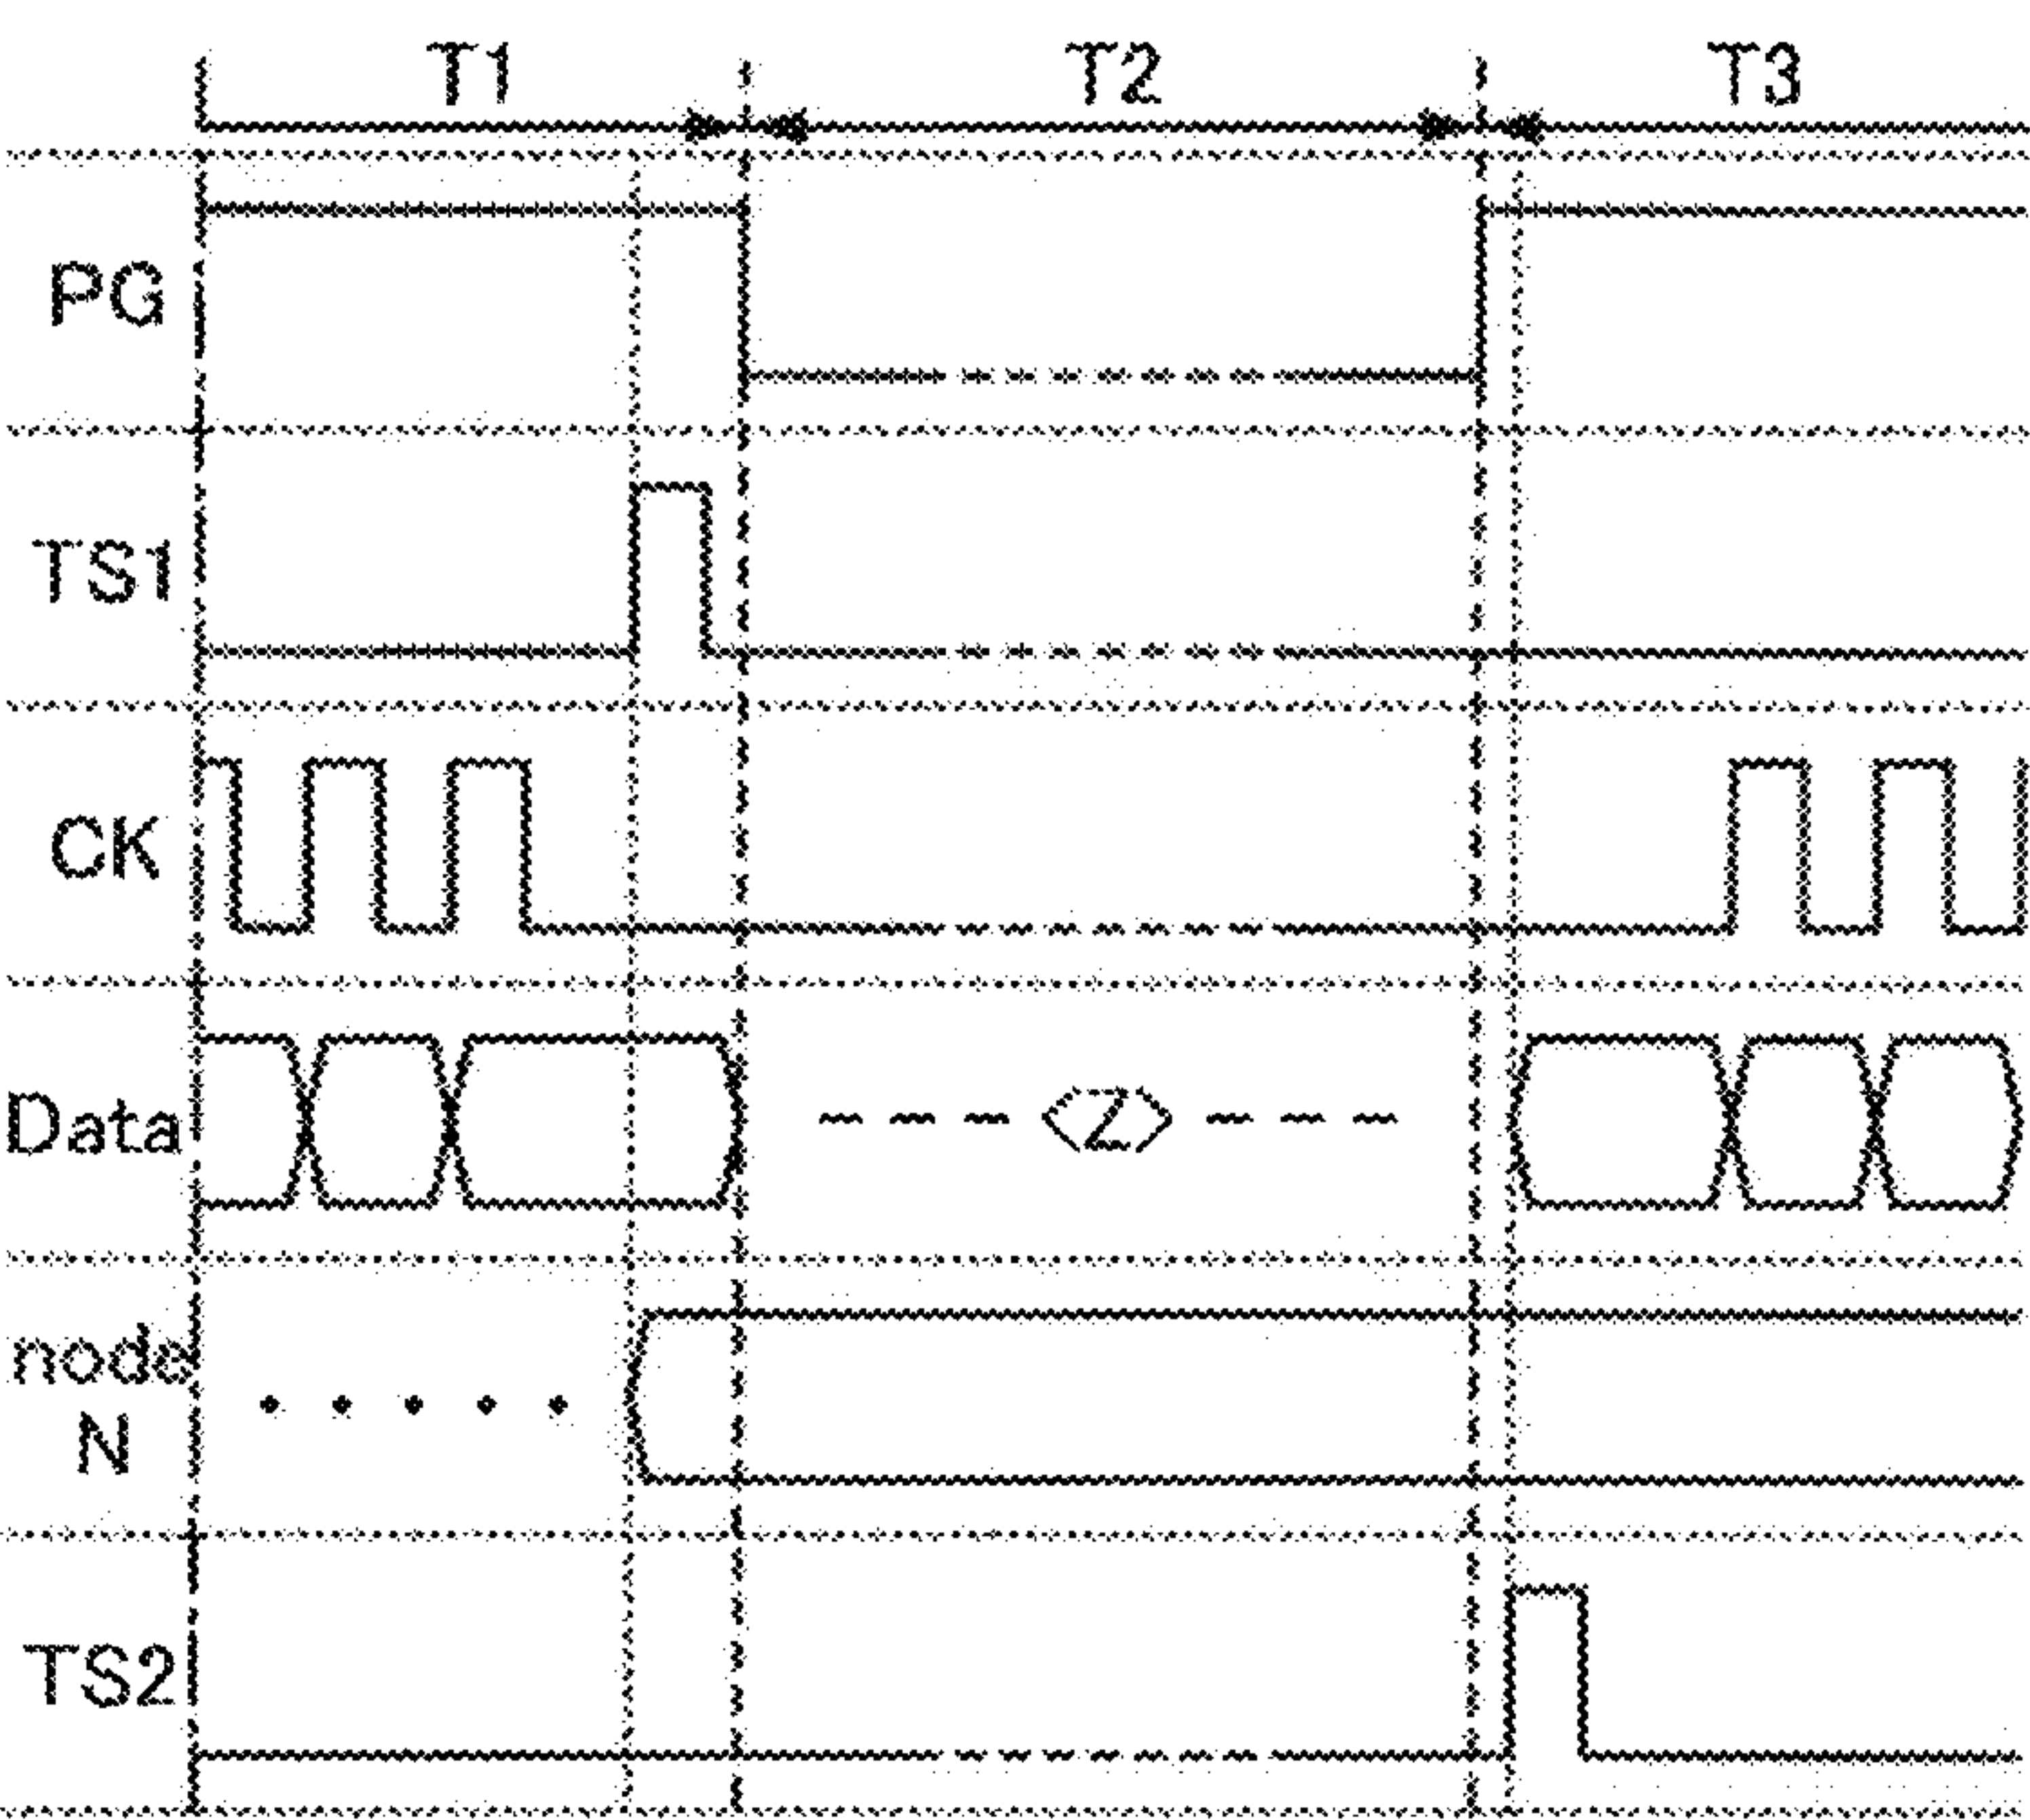 T1 T2 T3
PG
TS1
CK
Data
Z
node
N
TS2